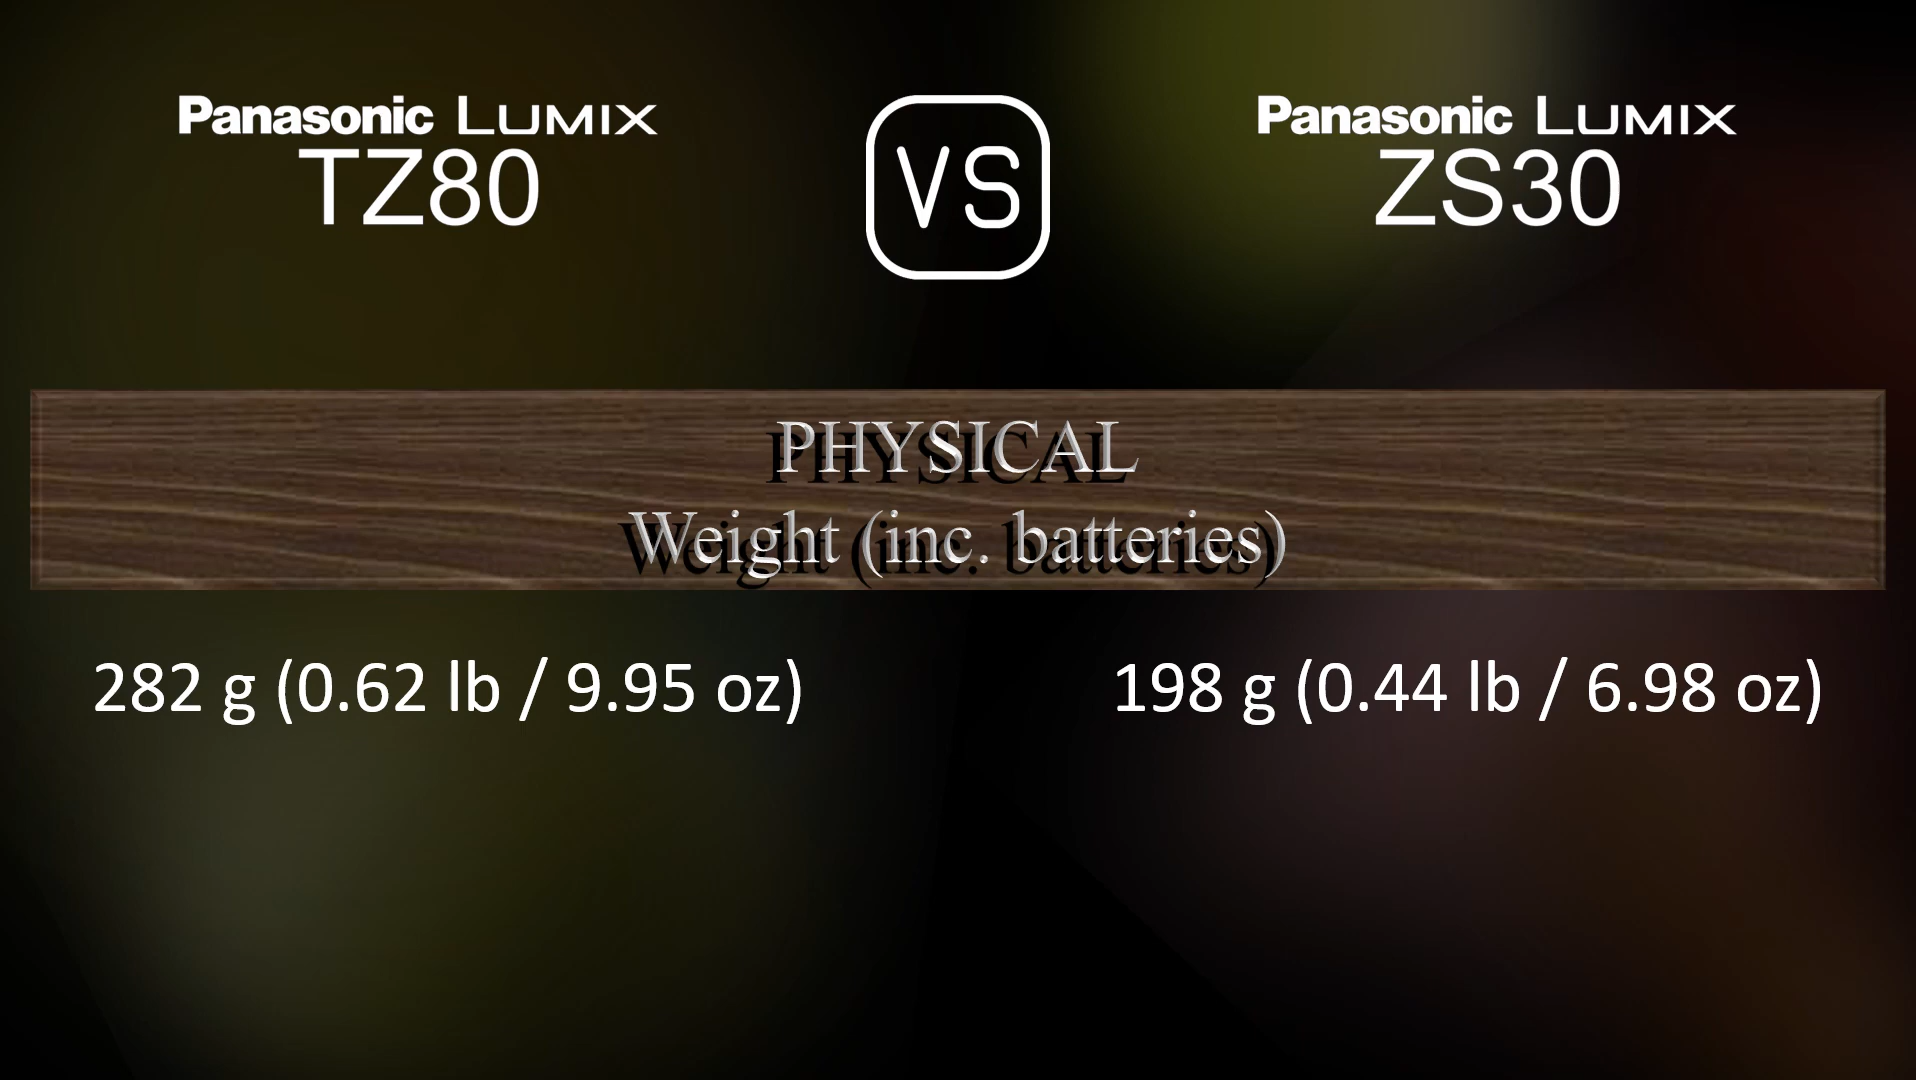 Panasonic LUMIX
TZ80
VS
Panasonic LUMIX
ZS30
PHYSICAL
Weight (inc. batteries)
282 g (0.62 lb / 9.95 oz)
198 g (0.44 lb / 6.98 oz)